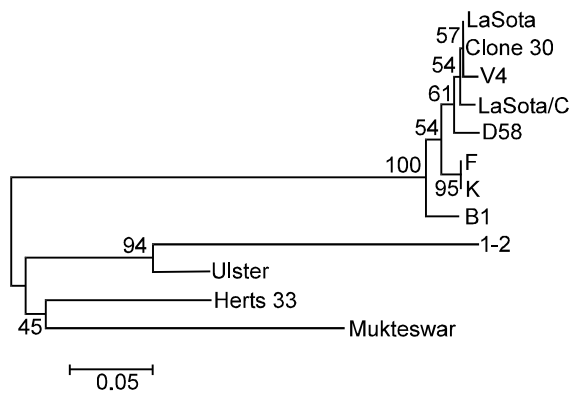 LaSota
57
Clone 30
54
V4
61
LaSota/C
54
D58
100
F
95
K
B1
94
1-2
Ulster
Herts 33
45
Mukteswar
0.05